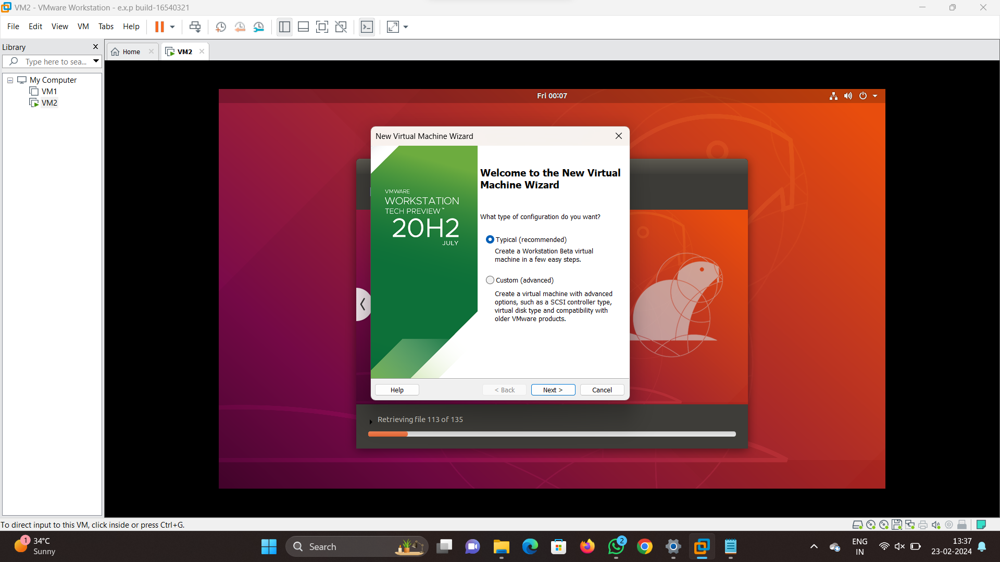 VM2 - VMware Workstation - e.x.p build-16540321
File Edit View VM Tabs Help
Library
Home
VM2
Type here to sea...
My Computer
VM1
VM2
Fri 00:07
New Virtual Machine Wizard
Welcome to the New Virtual
Machine Wizard
VMWARE
WORKSTATION
TECH PREVIEW™
20H2
JULY
What type of configuration do you want?
Typical (recommended)
Create a Workstation Beta virtual
machine in a few easy steps.
Custom (advanced)
Create a virtual machine with advanced
options, such as a SCSI controller type,
virtual disk type and compatibility with
older VMware products.
Help
< Back
Next >
Cancel
Retrieving file 113 of 135
To direct input to this VM, click inside or press Ctrl+G.
1
34°C
Sunny
Search
2
ENG
IN
13:37
23-02-2024